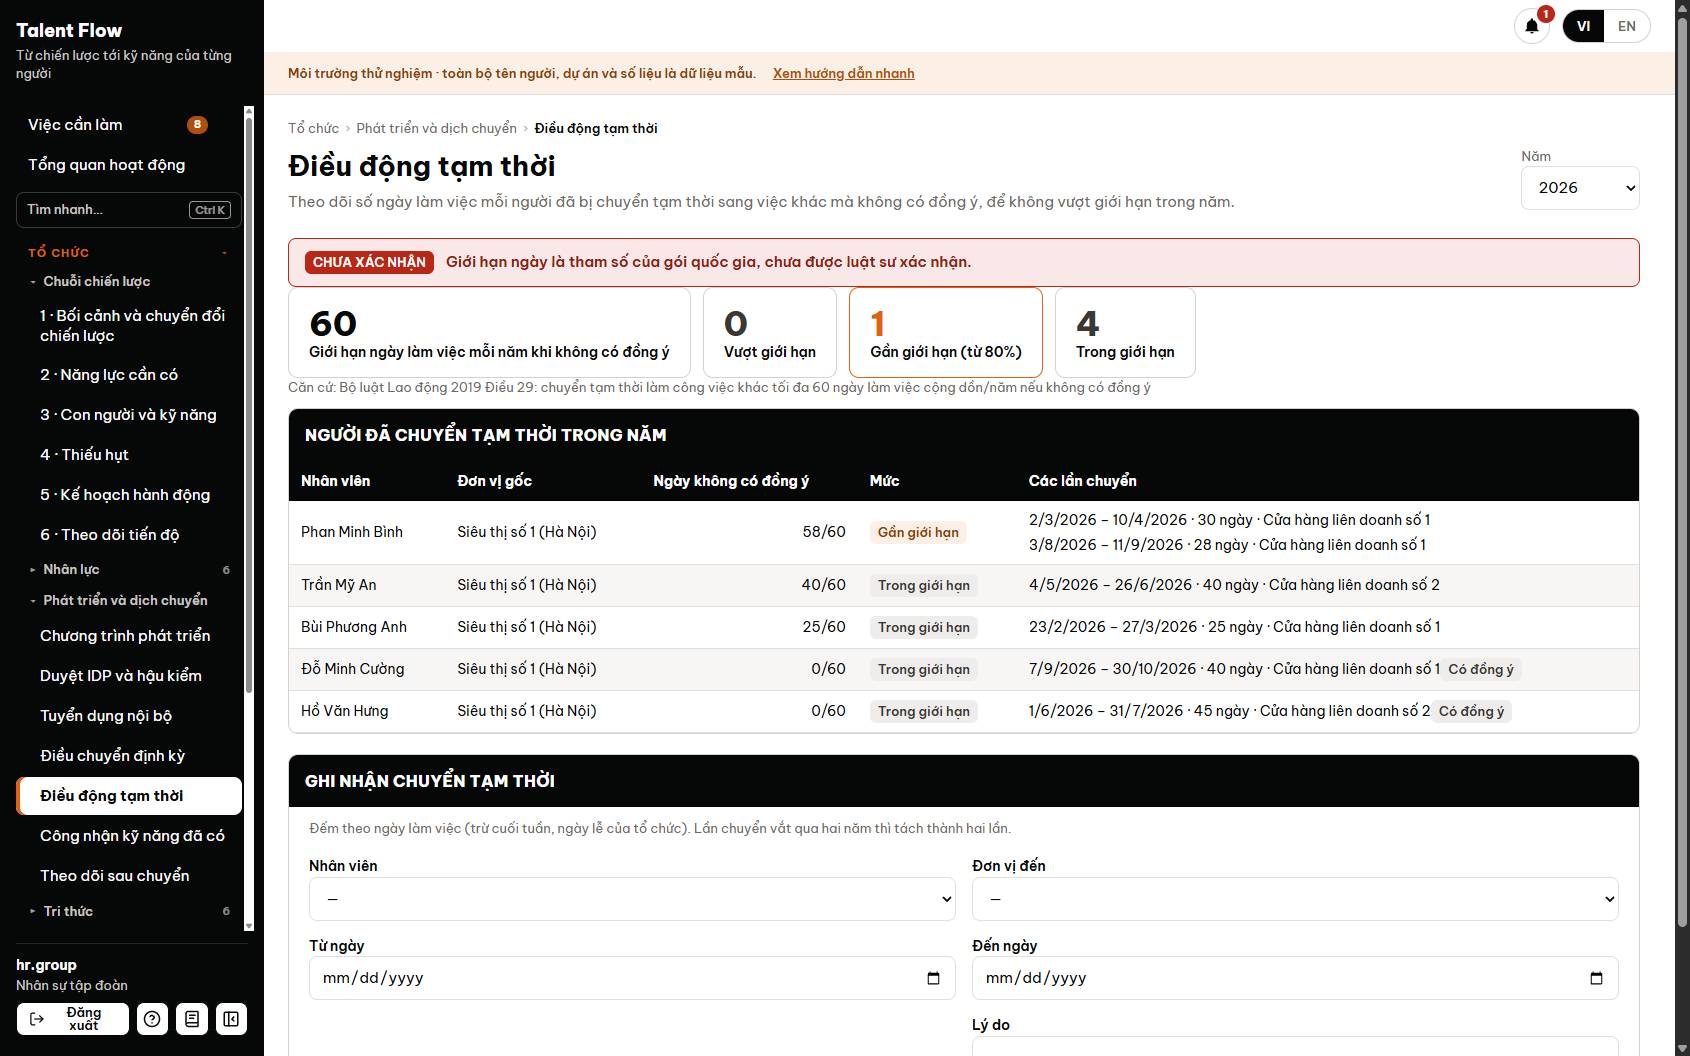 Talent Flow
Từ chiến lược tới kỹ năng của từng
người
Việc cần làm 8
Tổng quan hoạt động
Tìm nhanh... Ctrl K
TỔ CHỨC
Chuỗi chiến lược
1 · Bối cảnh và chuyển đổi
chiến lược
2 · Năng lực cần có
3 · Con người và kỹ năng
4 · Thiếu hụt
5 · Kế hoạch hành động
6 · Theo dõi tiến độ
Nhân lực 6
Phát triển và dịch chuyển
Chương trình phát triển
Duyệt IDP và hậu kiểm
Tuyển dụng nội bộ
Điều chuyển định kỳ
Điều động tạm thời
Công nhận kỹ năng đã có
Theo dõi sau chuyển
Tri thức 6
hr.group
Nhân sự tập đoàn
Đăng
xuất
1
VI EN
Môi trường thử nghiệm · toàn bộ tên người, dự án và số liệu là dữ liệu mẫu. Xem hướng dẫn nhanh
Tổ chức › Phát triển và dịch chuyển › Điều động tạm thời
Điều động tạm thời
Theo dõi số ngày làm việc mỗi người đã bị chuyển tạm thời sang việc khác mà không có đồng ý, để không vượt giới hạn trong năm.
Năm
2026
CHƯA XÁC NHẬN Giới hạn ngày là tham số của gói quốc gia, chưa được luật sư xác nhận.
60
Giới hạn ngày làm việc mỗi năm khi không có đồng ý
0
Vượt giới hạn
1
Gần giới hạn (từ 80%)
4
Trong giới hạn
Căn cứ: Bộ luật Lao động 2019 Điều 29: chuyển tạm thời làm công việc khác tối đa 60 ngày làm việc cộng dồn/năm nếu không có đồng ý
NGƯỜI ĐÃ CHUYỂN TẠM THỜI TRONG NĂM
Nhân viên Đơn vị gốc Ngày không có đồng ý Mức Các lần chuyển
Phan Minh Bình Siêu thị số 1 (Hà Nội) 58/60 Gần giới hạn 2/3/2026 – 10/4/2026 · 30 ngày · Cửa hàng liên doanh số 1
3/8/2026 – 11/9/2026 · 28 ngày · Cửa hàng liên doanh số 1
Trần Mỹ An Siêu thị số 1 (Hà Nội) 40/60 Trong giới hạn 4/5/2026 – 26/6/2026 · 40 ngày · Cửa hàng liên doanh số 2
Bùi Phương Anh Siêu thị số 1 (Hà Nội) 25/60 Trong giới hạn 23/2/2026 – 27/3/2026 · 25 ngày · Cửa hàng liên doanh số 1
Đỗ Minh Cường Siêu thị số 1 (Hà Nội) 0/60 Trong giới hạn 7/9/2026 – 30/10/2026 · 40 ngày · Cửa hàng liên doanh số 1 Có đồng ý
Hồ Văn Hưng Siêu thị số 1 (Hà Nội) 0/60 Trong giới hạn 1/6/2026 – 31/7/2026 · 45 ngày · Cửa hàng liên doanh số 2 Có đồng ý
GHI NHẬN CHUYỂN TẠM THỜI
Đếm theo ngày làm việc (trừ cuối tuần, ngày lễ của tổ chức). Lần chuyển vắt qua hai năm thì tách thành hai lần.
Nhân viên Đơn vị đến
— —
Từ ngày Đến ngày
mm/dd/yyyy mm/dd/yyyy
Lý do